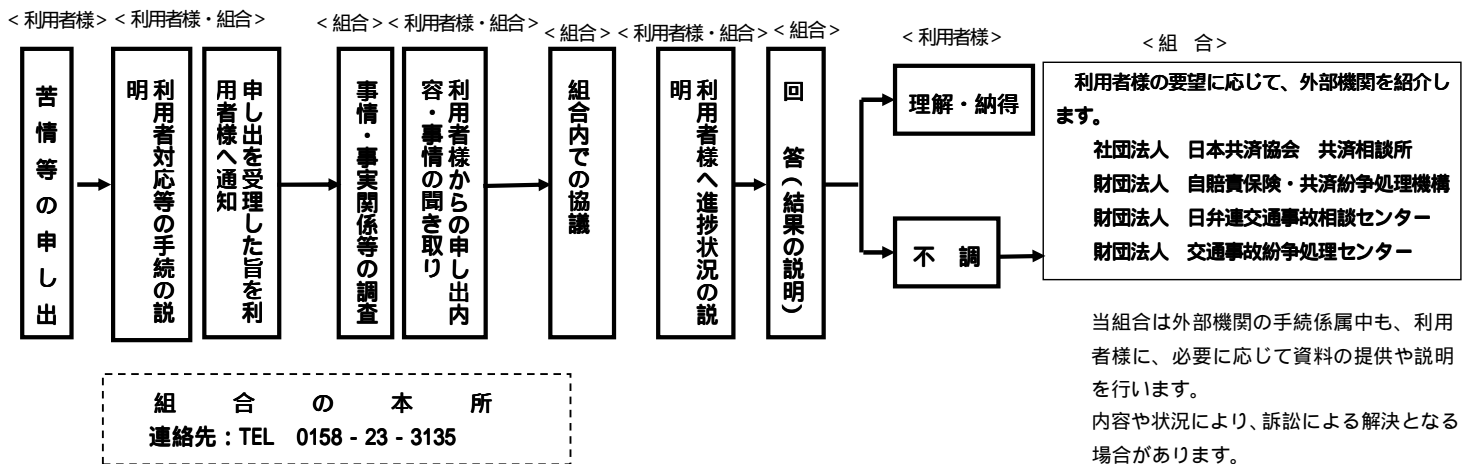 <利用者様>
<利用者様・組合>
<組合>
<利用者様・組合>
<組合>
<利用者様・組合>
<組合>
<利用者様>
<組　合>
苦情等の申し出
利用者対応等の手続の説
明
申し出を受理した旨を利
用者様へ通知
事情・事実関係等の調査
利用者様からの申し出内
容・事情の聞き取り
組合内での協議
利用者様へ進捗状況の説
明
回　答(結果の説明)
理解・納得
不　調
利用者様の要望に応じて、外部機関を紹介し
ます。
社団法人　日本共済協会　共済相談所
財団法人　自賠責保険・共済紛争処理機構
財団法人　日弁連交通事故相談センター
財団法人　交通事故紛争処理センター
当組合は外部機関の手続係属中も、利用
者様に、必要に応じて資料の提供や説明
を行います。
内容や状況により、訴訟による解決となる
場合があります。
組　合　の　本　所
連絡先：TEL　0158‐23‐3135